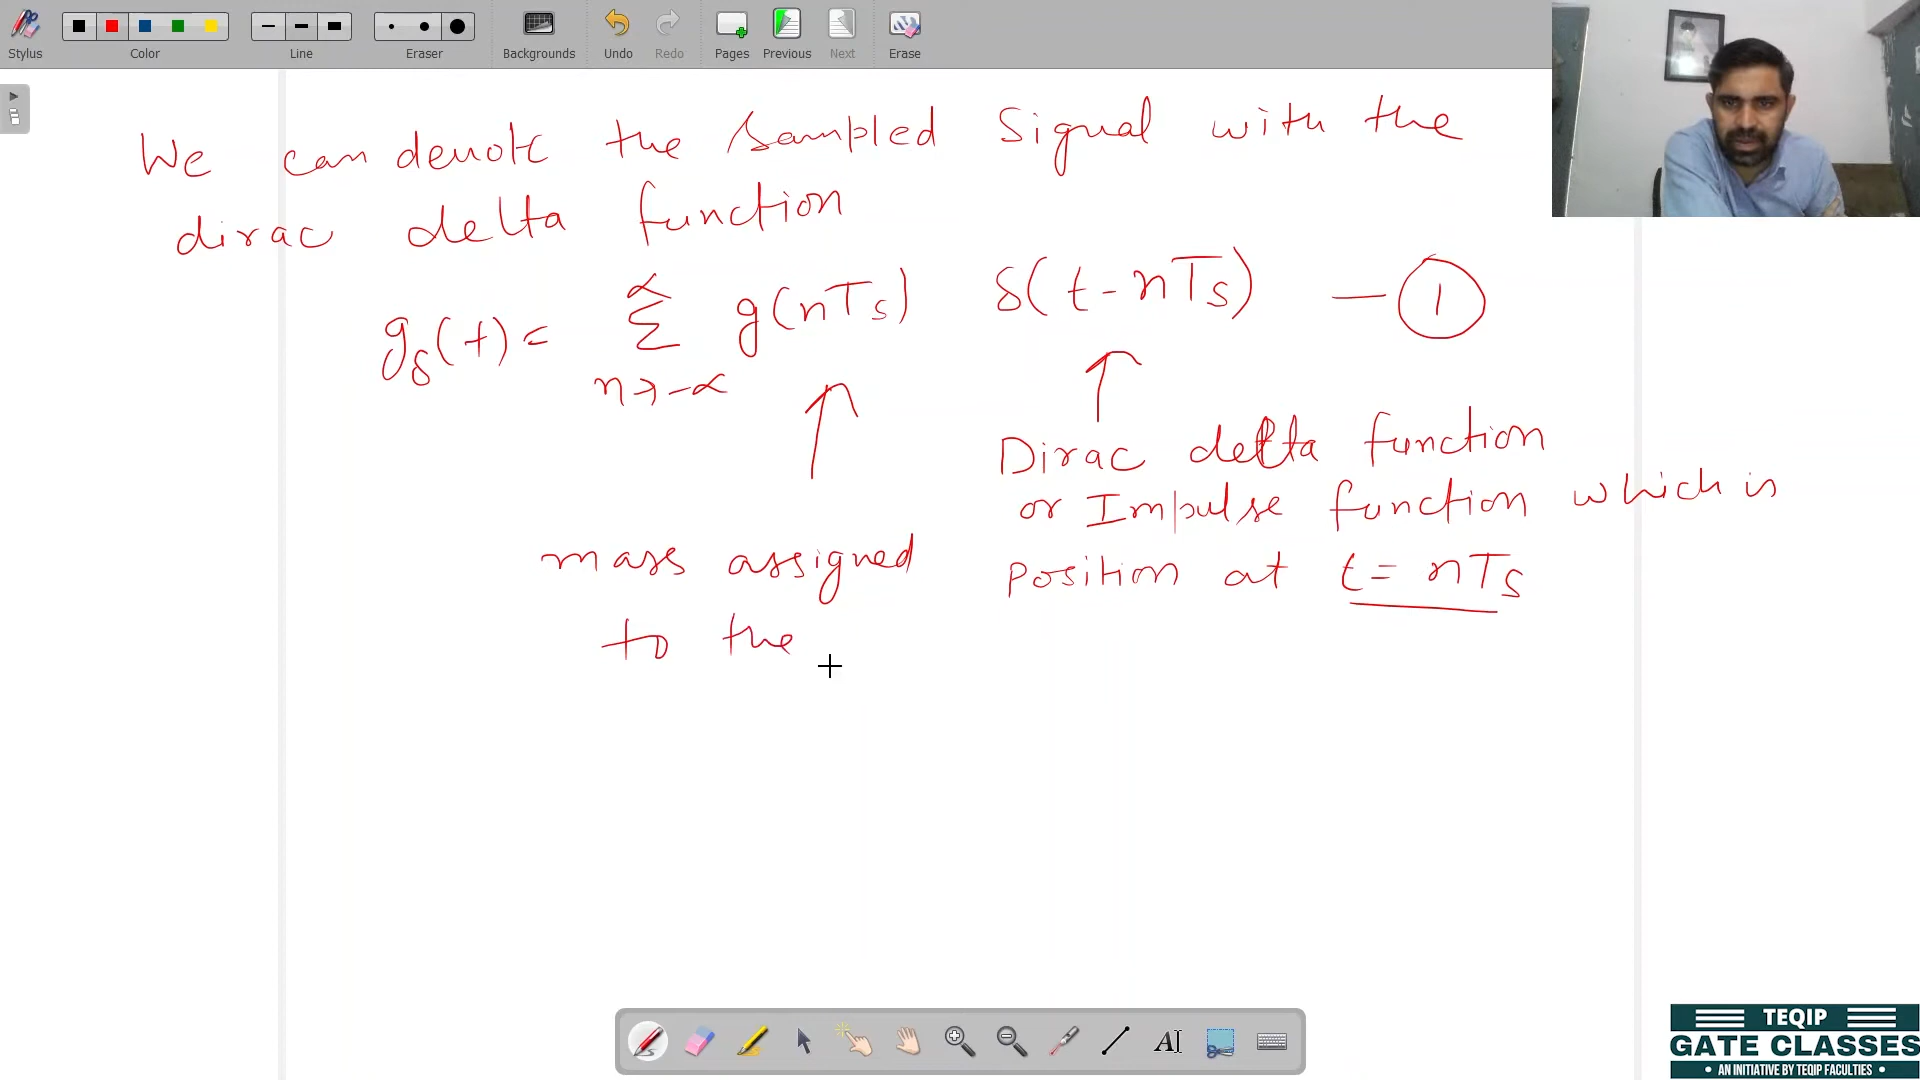 Stylus Color Line Eraser Backgrounds Undo Redo Pages Previous Next Erase
We can denote the Sampled Signal with the
dirac delta function
gδ(t) = ∑ g(nTs) δ(t - nTs) — 1
α
n→-α
Dirac delta function
or Impulse function which is
position at t = nTs
mass assigned
to the
TEQIP
GATE CLASSES
• AN INITIATIVE BY TEQIP FACULTIES •